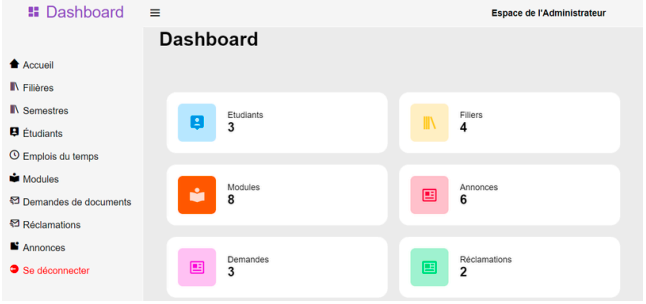 Dashboard
Espace de l'Administrateur
Accueil
Filières
Semestres
Étudiants
Emplois du temps
Modules
Demandes de documents
Réclamations
Annonces
Se déconnecter
Dashboard
Etudiants
3
Filiers
4
Modules
8
Annonces
6
Demandes
3
Réclamations
2